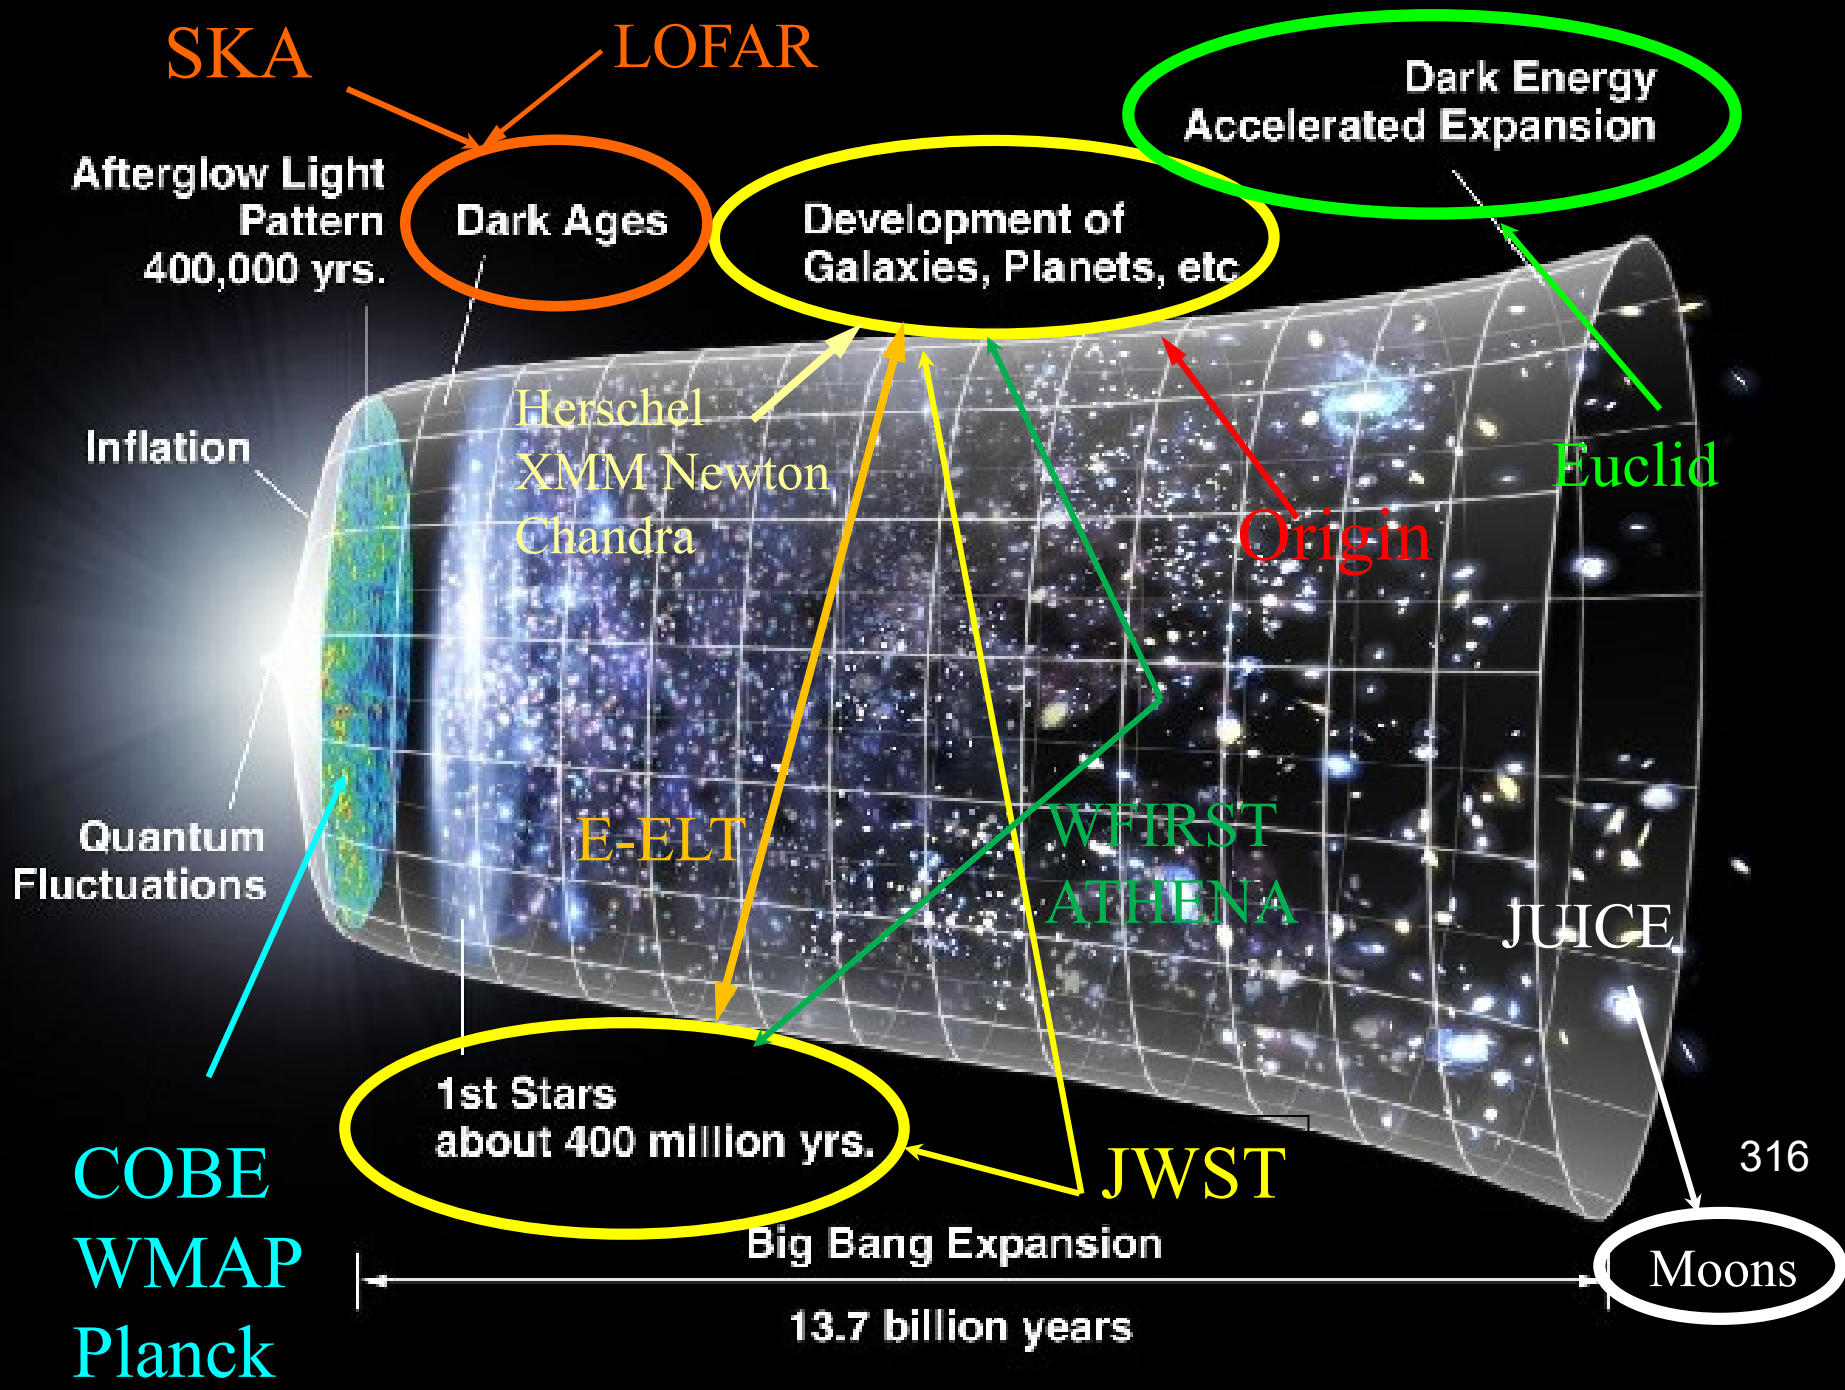 SKA
LOFAR
Dark Energy
Accelerated Expansion
Afterglow Light
Pattern
400,000 yrs.
Dark Ages
Development of
Galaxies, Planets, etc
Inflation
Herschel
XMM Newton
Chandra
Euclid
Origin
Quantum
Fluctuations
E-ELT
WFIRST
ATHENA
JUICE
1st Stars
about 400 million yrs.
COBE
WMAP
Planck
JWST
316
Big Bang Expansion
Moons
13.7 billion years